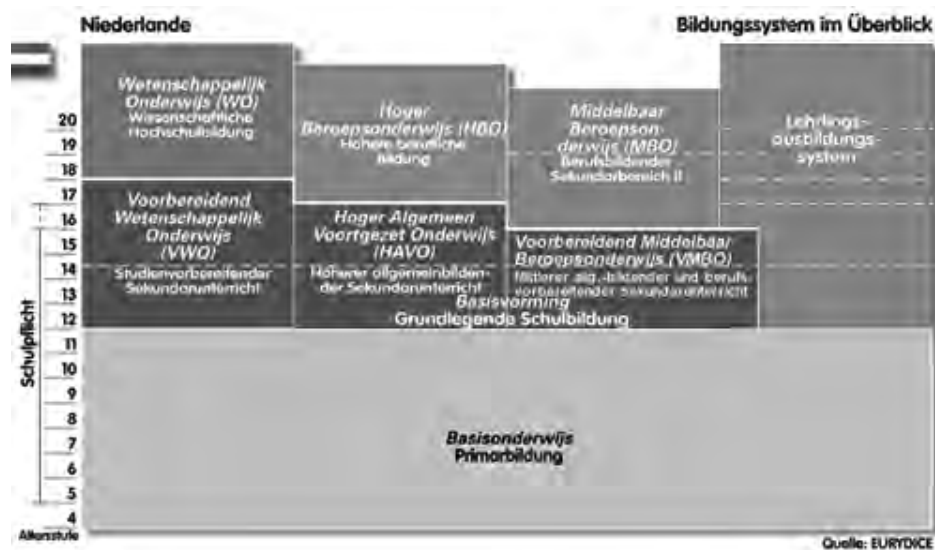 Niederlande
Bildungssystem im Überblick
Wetenschappelijk
Onderwijs (WO)
Wissenschaftliche
Hochschulbildung
Hoger
Beroepsonderwijs (HBO)
Höhere berufliche
Bildung
Middelbaar
Beroepson-
derwijs (MBO)
Berufsbildender
Sekundarbereich II
Lehrlings-
ausbildungs-
system
Voorbereidend
Wetenschappelijk
Onderwijs
(VWO)
Studienvorbereitender
Sekundarunterricht
Hoger Algemeen
Voortgezet Onderwijs
(HAVO)
Höherer allgemeinbilden-
der Sekundarunterricht
Voorbereidend Middelbaar
Beroepsonderwijs (VMBO)
Mittlerer allg.-bildender und berufs-
vorbereitender Sekundarunterricht
Basisvorming
Grundlegende Schulbildung
Basisonderwijs
Primarbildung
20
19
18
17
16
15
14
13
12
11
10
9
8
7
6
5
4
Schulpflicht
Altersstufe
Quelle: EURYDICE